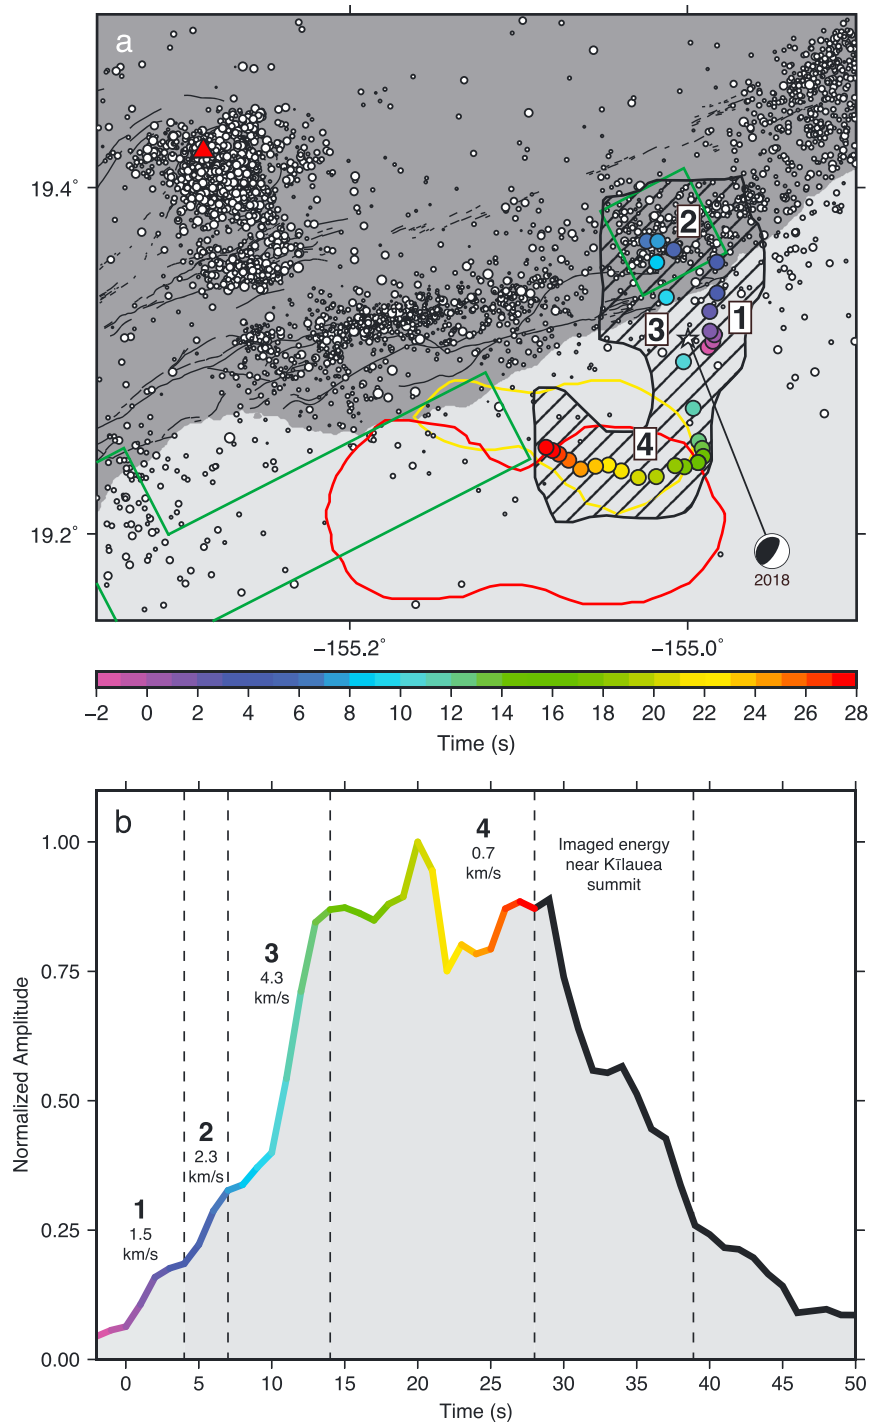 a
19.4°
19.2°
2
1
3
4
2018
−155.2°
−155.0°
−2 0 2 4 6 8 10 12 14 16 18 20 22 24 26 28
Time (s)
b
4
0.7
km/s
Imaged energy
near Kīlauea
summit
3
4.3
km/s
2
2.3
km/s
1
1.5
km/s
1.00
0.75
0.50
0.25
0.00
Normalized Amplitude
0 5 10 15 20 25 30 35 40 45 50
Time (s)